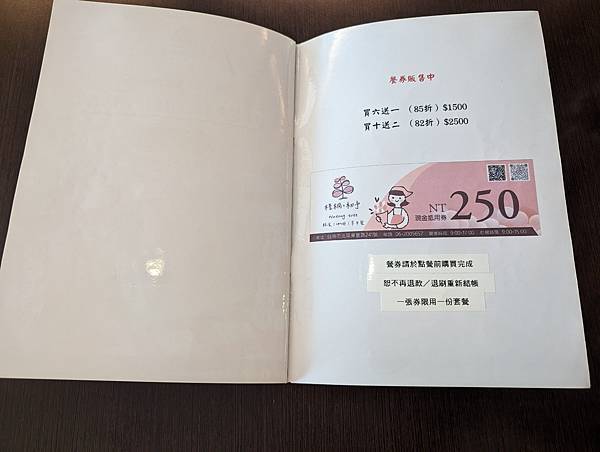 餐券販售中
買六送一 (85折) $1500
買十送二 (82折) $2500
NT 250
現金抵用券
餐券請於點餐前購買完成
恕不再退款／退刷重新結帳
一張券限用一份套餐